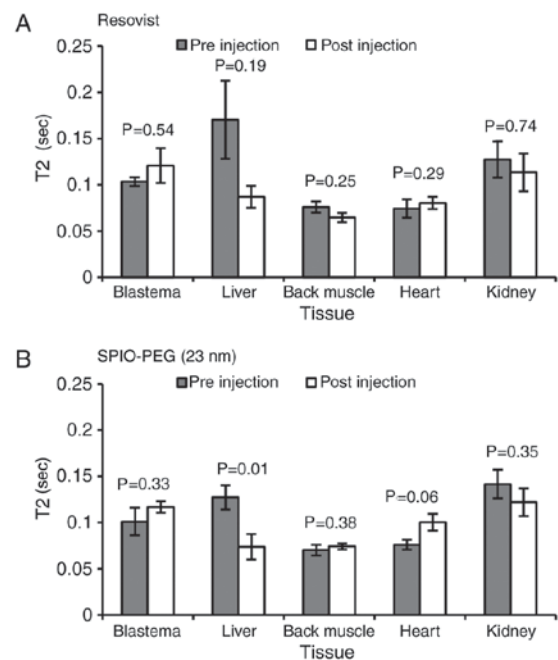 A
Resovist
Pre injection Post injection
T2 (sec)
0.25
0.2
0.15
0.1
0.05
0
P=0.54
P=0.19
P=0.25
P=0.29
P=0.74
Blastema Liver Back muscle Heart Kidney
Tissue
B
SPIO-PEG (23 nm)
Pre injection Post injection
T2 (sec)
0.25
0.2
0.15
0.1
0.05
0
P=0.33
P=0.01
P=0.38
P=0.06
P=0.35
Blastema Liver Back muscle Heart Kidney
Tissue